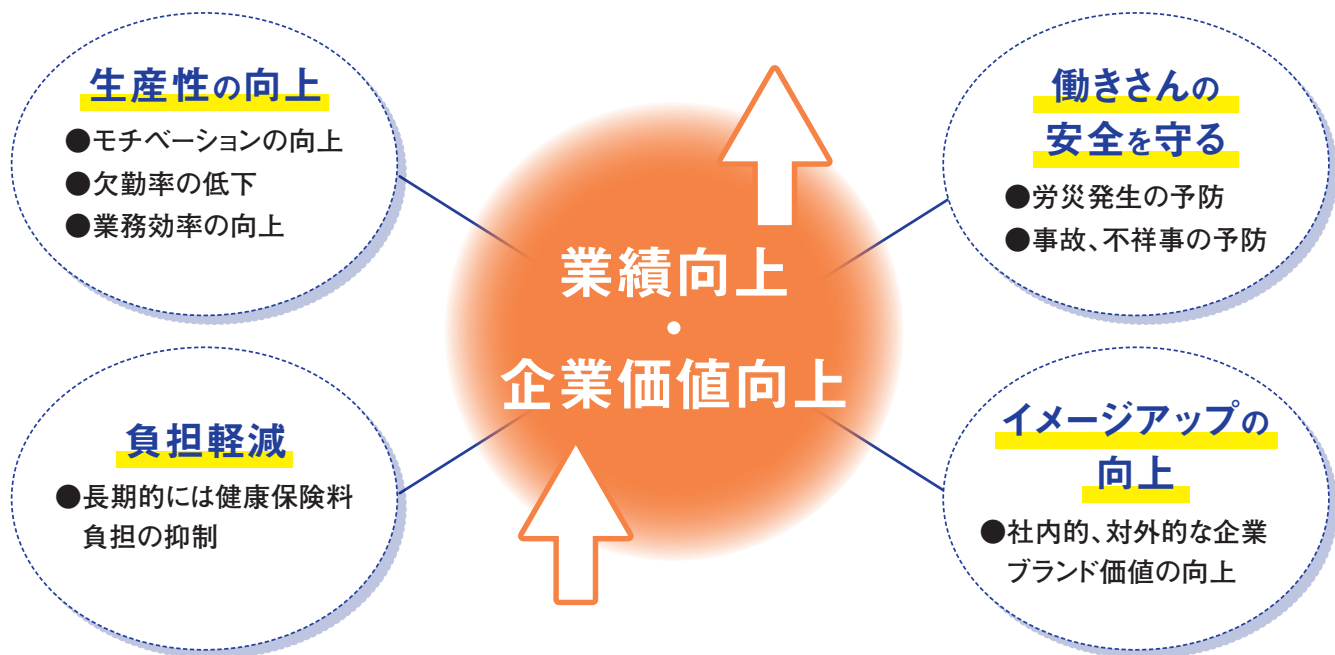 生産性の向上
●モチベーションの向上
●欠勤率の低下
●業務効率の向上
働きさんの
安全を守る
●労災発生の予防
●事故、不祥事の予防
業績向上
・
企業価値向上
負担軽減
●長期的には健康保険料
負担の抑制
イメージアップの
向上
●社内的、対外的な企業
ブランド価値の向上